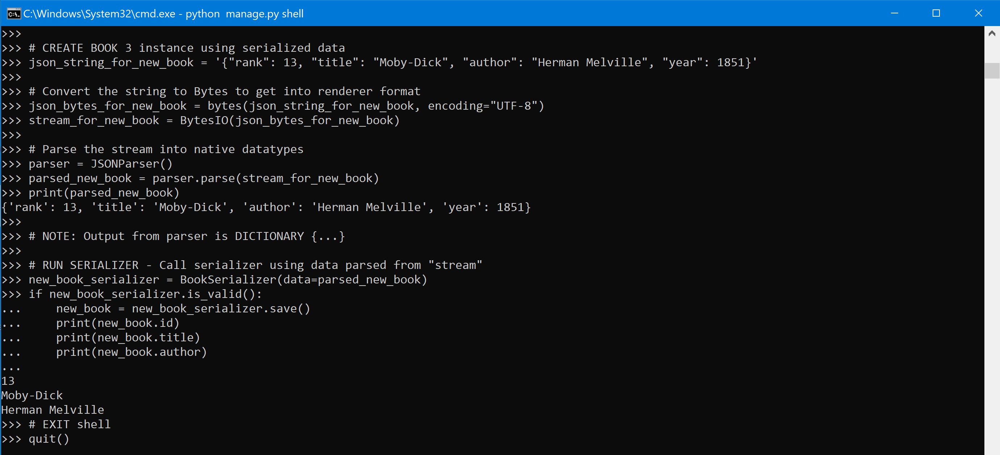 C:\Windows\System32\cmd.exe - python  manage.py shell
>>>
>>> # CREATE BOOK 3 instance using serialized data
>>> json_string_for_new_book = '{"rank": 13, "title": "Moby-Dick", "author": "Herman Melville", "year": 1851}'
>>>
>>> # Convert the string to Bytes to get into renderer format
>>> json_bytes_for_new_book = bytes(json_string_for_new_book, encoding="UTF-8")
>>> stream_for_new_book = BytesIO(json_bytes_for_new_book)
>>>
>>> # Parse the stream into native datatypes
>>> parser = JSONParser()
>>> parsed_new_book = parser.parse(stream_for_new_book)
>>> print(parsed_new_book)
{'rank': 13, 'title': 'Moby-Dick', 'author': 'Herman Melville', 'year': 1851}
>>>
>>> # NOTE: Output from parser is DICTIONARY {...}
>>>
>>> # RUN SERIALIZER - Call serializer using data parsed from "stream"
>>> new_book_serializer = BookSerializer(data=parsed_new_book)
>>> if new_book_serializer.is_valid():
...     new_book = new_book_serializer.save()
...     print(new_book.id)
...     print(new_book.title)
...     print(new_book.author)
...
13
Moby-Dick
Herman Melville
>>> # EXIT shell
>>> quit()